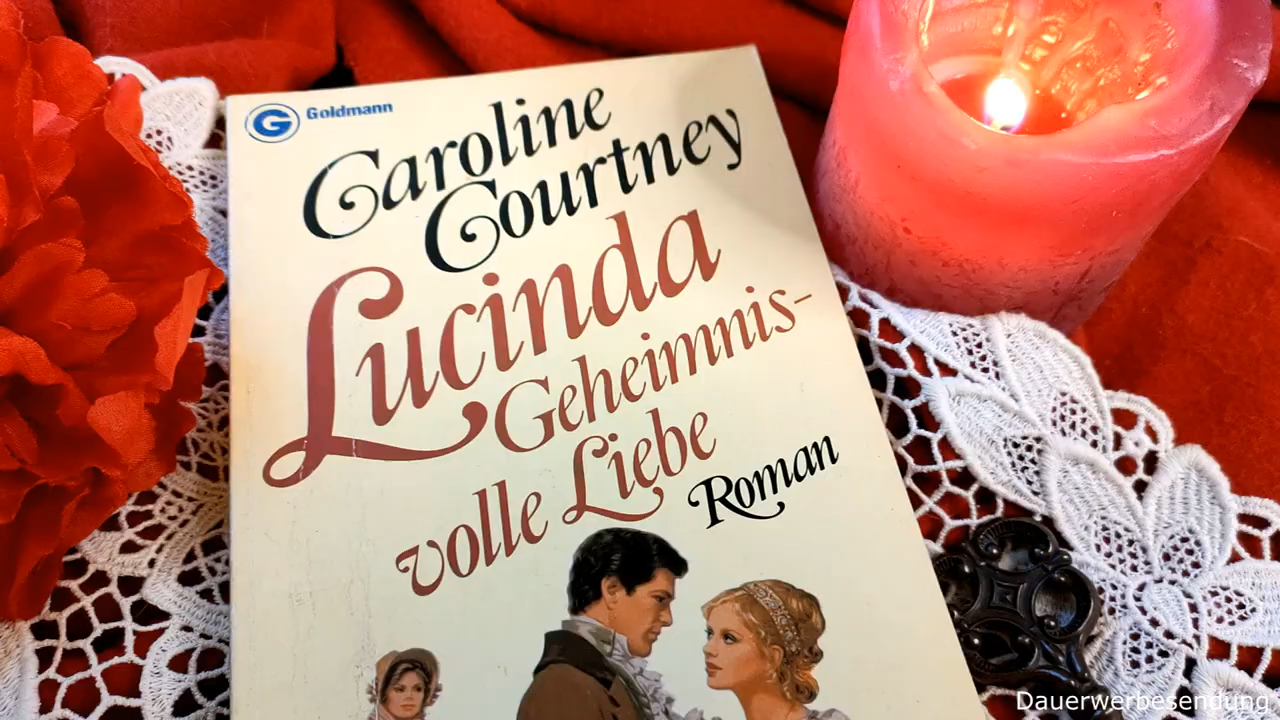 Goldmann
Caroline
Courtney
Lucinda
Geheimnis-
volle Liebe
Roman
Dauerwerbesendung